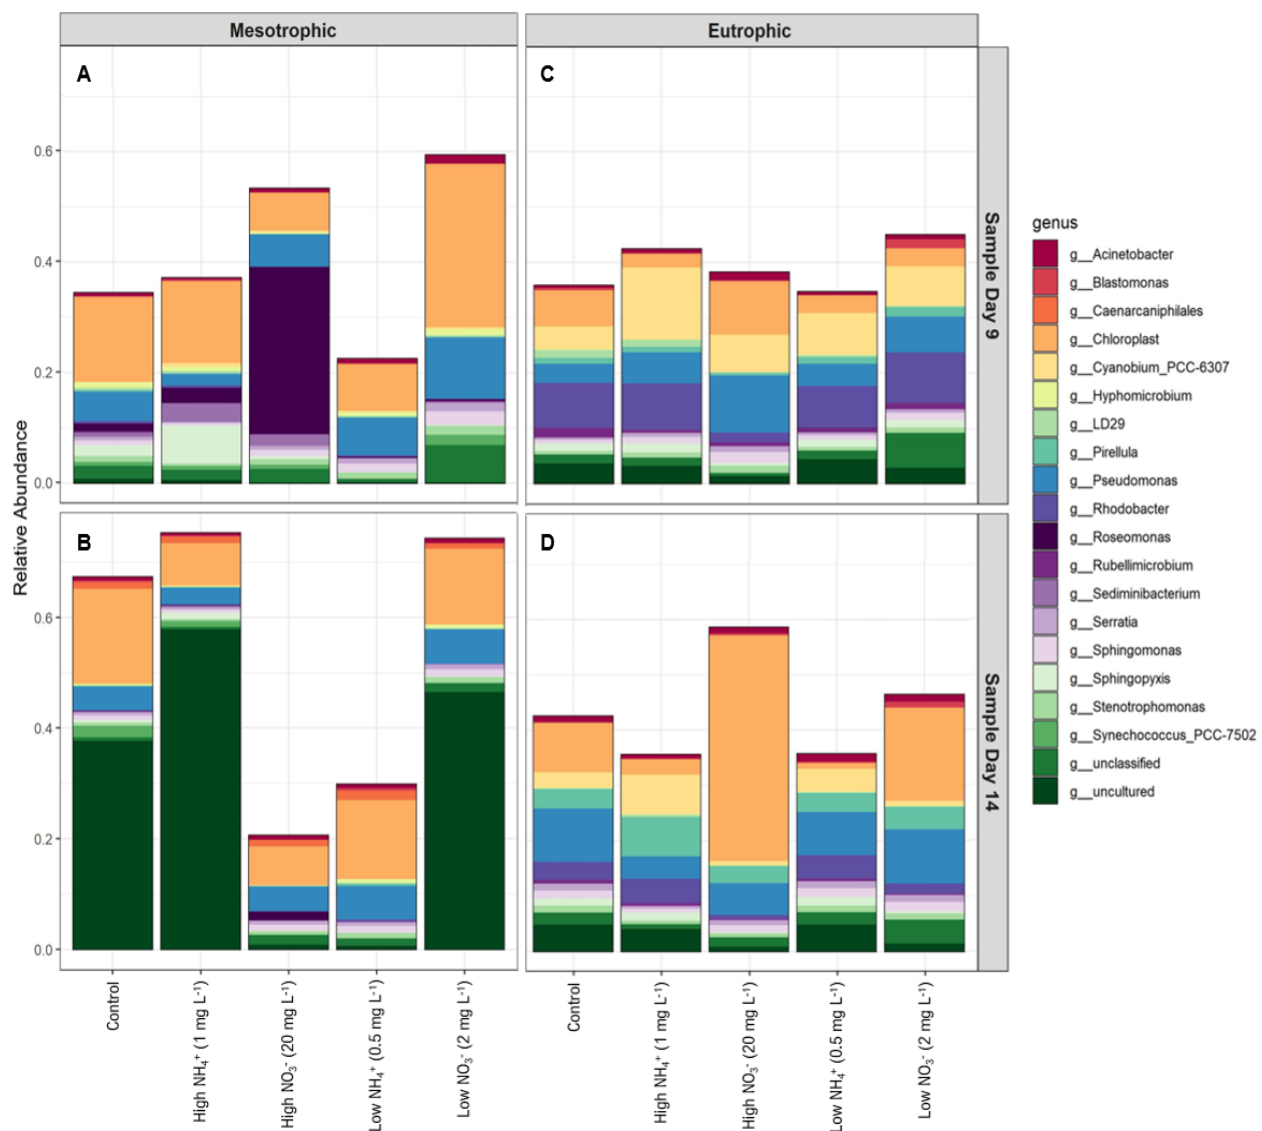 Mesotrophic
Eutrophic
A
C
0.6
0.4
0.2
0.0
Sample Day 9
B
D
0.6
0.4
0.2
0.0
Sample Day 14
Relative Abundance
Control
High NH₄⁺ (1 mg L⁻¹)
High NO₃⁻ (20 mg L⁻¹)
Low NH₄⁺ (0.5 mg L⁻¹)
Low NO₃⁻ (2 mg L⁻¹)
Control
High NH₄⁺ (1 mg L⁻¹)
High NO₃⁻ (20 mg L⁻¹)
Low NH₄⁺ (0.5 mg L⁻¹)
Low NO₃⁻ (2 mg L⁻¹)
genus
g__Acinetobacter
g__Blastomonas
g__Caenarcaniphilales
g__Chloroplast
g__Cyanobium_PCC-6307
g__Hyphomicrobium
g__LD29
g__Pirellula
g__Pseudomonas
g__Rhodobacter
g__Roseomonas
g__Rubellimicrobium
g__Sediminibacterium
g__Serratia
g__Sphingomonas
g__Sphingopyxis
g__Stenotrophomonas
g__Synechococcus_PCC-7502
g__unclassified
g__uncultured